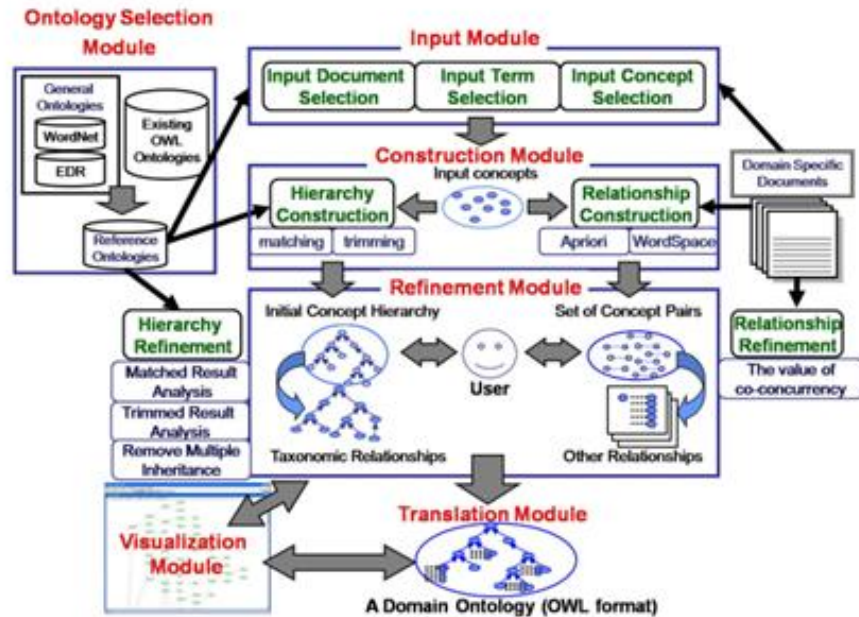 Ontology Selection
Module
General
Ontologies
WordNet
EDR
Existing
OWL
Ontologies
Reference
Ontologies
Input Module
Input Document
Selection
Input Term
Selection
Input Concept
Selection
Construction Module
Input concepts
Hierarchy
Construction
matching
trimming
Relationship
Construction
Apriori
WordSpace
Domain Specific
Documents
Refinement Module
Initial Concept Hierarchy
Set of Concept Pairs
User
Taxonomic Relationships
Other Relationships
Hierarchy
Refinement
Matched Result
Analysis
Trimmed Result
Analysis
Remove Multiple
Inheritance
Relationship
Refinement
The value of
co-concurrency
Visualization
Module
Translation Module
A Domain Ontology (OWL format)